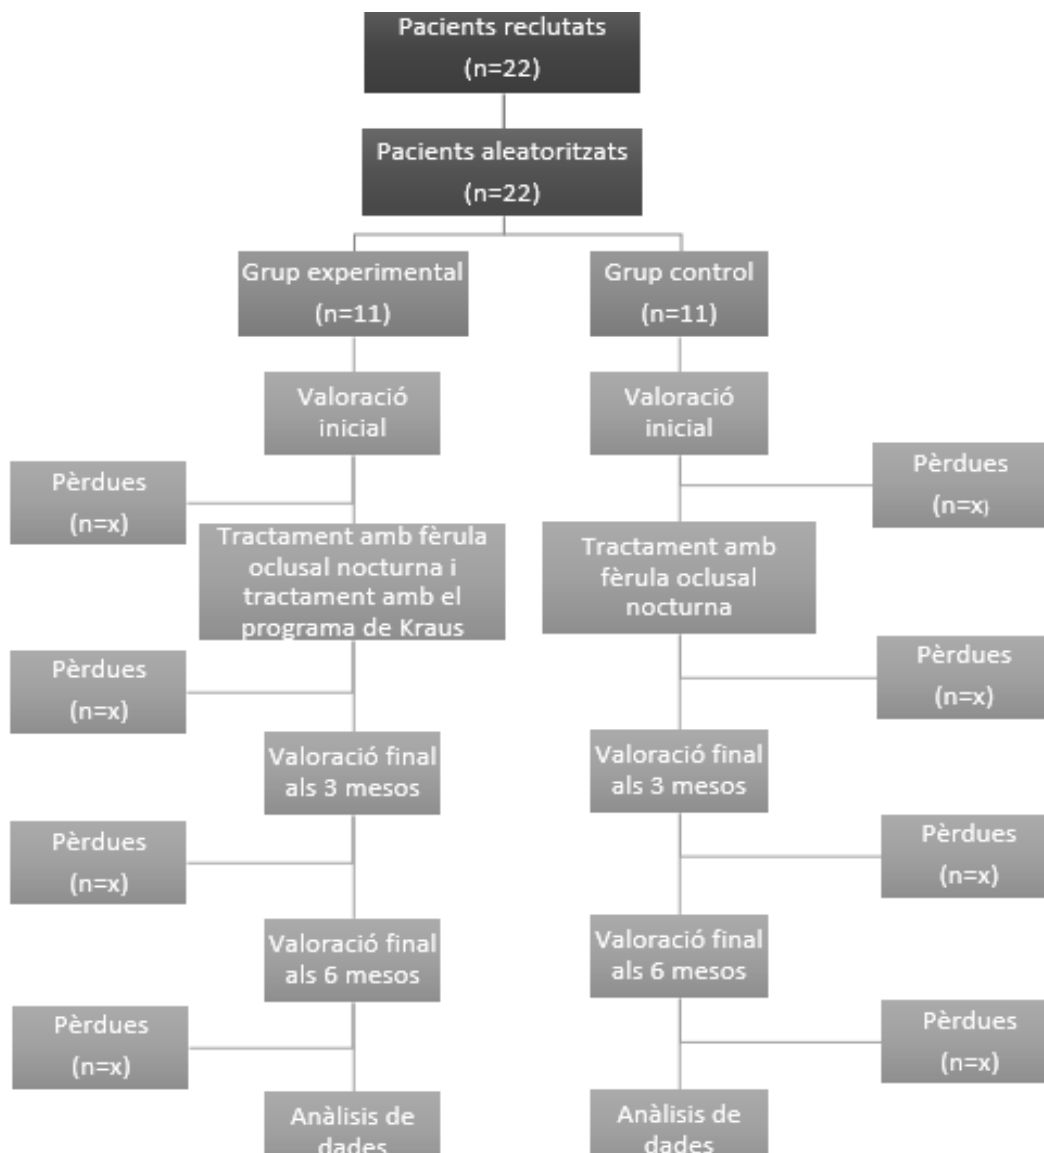 Pacients reclutats
(n=22)
Pacients aleatoritzats
(n=22)
Grup experimental
(n=11)
Grup control
(n=11)
Valoració
inicial
Valoració
inicial
Pèrdues
(n=x)
Pèrdues
(n=x)
Tractament amb fèrula
oclusal nocturna i
tractament amb el
programa de Kraus
Tractament amb
fèrula oclusal
nocturna
Pèrdues
(n=x)
Pèrdues
(n=x)
Valoració final
als 3 mesos
Valoració final
als 3 mesos
Pèrdues
(n=x)
Pèrdues
(n=x)
Valoració final
als 6 mesos
Valoració final
als 6 mesos
Pèrdues
(n=x)
Pèrdues
(n=x)
Anàlisis de
dades
Anàlisis de
dades